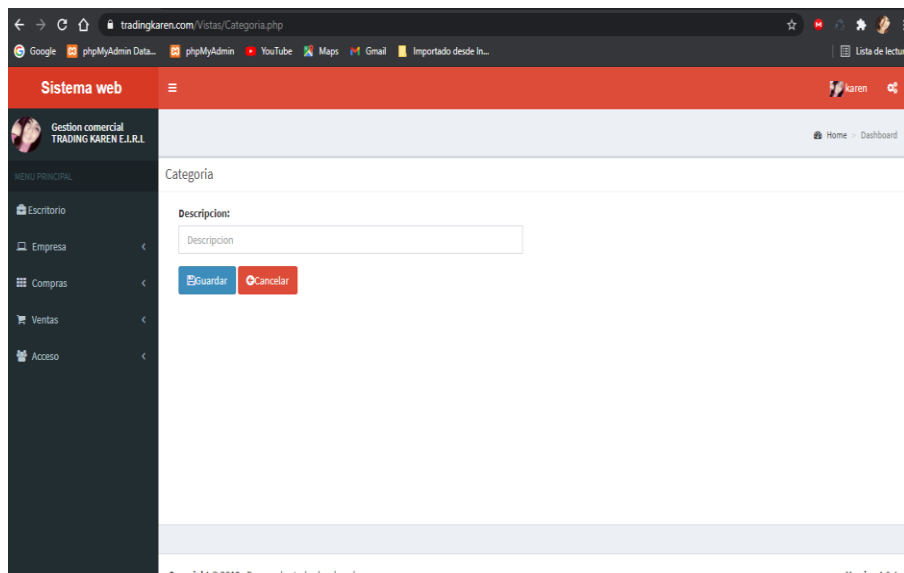 tradingkaren.com/Vistas/Categoria.php
Google phpMyAdmin Data... phpMyAdmin YouTube Maps Gmail Importado desde In... Lista de lectur
Sistema web karen
Gestion comercial
TRADING KAREN E.I.R.L
Home > Dashboard
MENU PRINCIPAL
Categoria
Escritorio
Descripcion:
Descripcion
Empresa
Guardar Cancelar
Compras
Ventas
Acceso